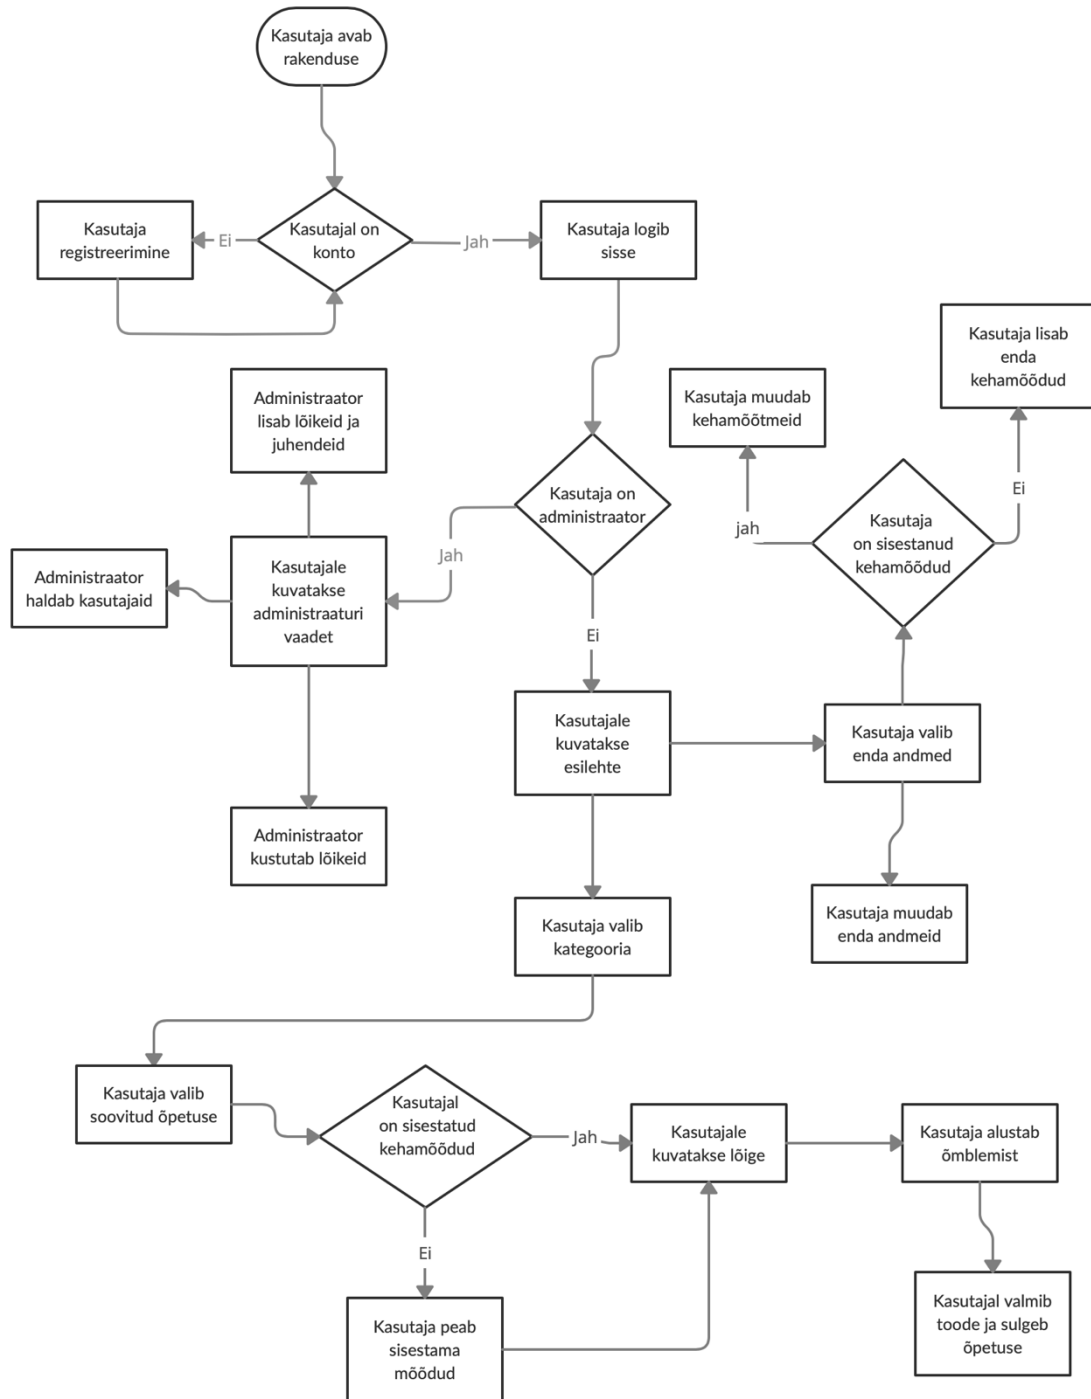 Kasutaja avab
rakenduse
Kasutaja
registreerimine
Ei
Kasutajal on
konto
Jah
Kasutaja logib
sisse
Kasutaja lisab
enda
kehamõõdud
Administraator
lisab lõikeid ja
juhendeid
Kasutaja muudab
kehamõõtmeid
Kasutaja on
administraator
Ei
jah
Kasutaja
on sisestanud
kehamõõdud
Jah
Administraator
haldab kasutajaid
Kasutajale
kuvatakse
administraaturi
vaadet
Ei
Kasutajale
kuvatakse
esilehte
Kasutaja valib
enda andmed
Administraator
kustutab lõikeid
Kasutaja valib
kategooria
Kasutaja muudab
enda andmeid
Kasutaja valib
soovitud õpetuse
Kasutajal
on sisestatud
kehamõõdud
Jah
Kasutajale
kuvatakse lõige
Kasutaja alustab
õmblemist
Ei
Kasutaja peab
sisestama
mõõdud
Kasutajal valmib
toode ja sulgeb
õpetuse